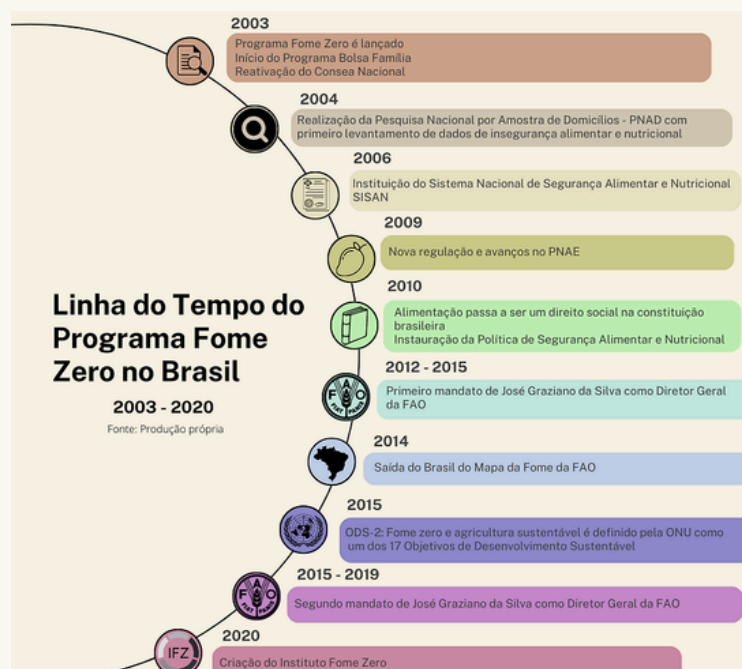 2003
Programa Fome Zero é lançado
Início do Programa Bolsa Família
Reativação do Consea Nacional
2004
Realização da Pesquisa Nacional por Amostra de Domicílios - PNAD com
primeiro levantamento de dados de insegurança alimentar e nutricional
2006
Instituição do Sistema Nacional de Segurança Alimentar e Nutricional
SISAN
2009
Nova regulação e avanços no PNAE
2010
Alimentação passa a ser um direito social na constituição
brasileira
Instauração da Política de Segurança Alimentar e Nutricional
Linha do Tempo do
Programa Fome
Zero no Brasil
2003 - 2020
Fonte: Produção própria
2012 - 2015
F A O
FIAT PANIS
Primeiro mandato de José Graziano da Silva como Diretor Geral
da FAO
2014
Saída do Brasil do Mapa da Fome da FAO
2015
ODS-2: Fome zero e agricultura sustentável é definido pela ONU como
um dos 17 Objetivos de Desenvolvimento Sustentável
2015 - 2019
F A O
FIAT PANIS
Segundo mandato de José Graziano da Silva como Diretor Geral da FAO
2020
IFZ
Criação do Instituto Fome Zero